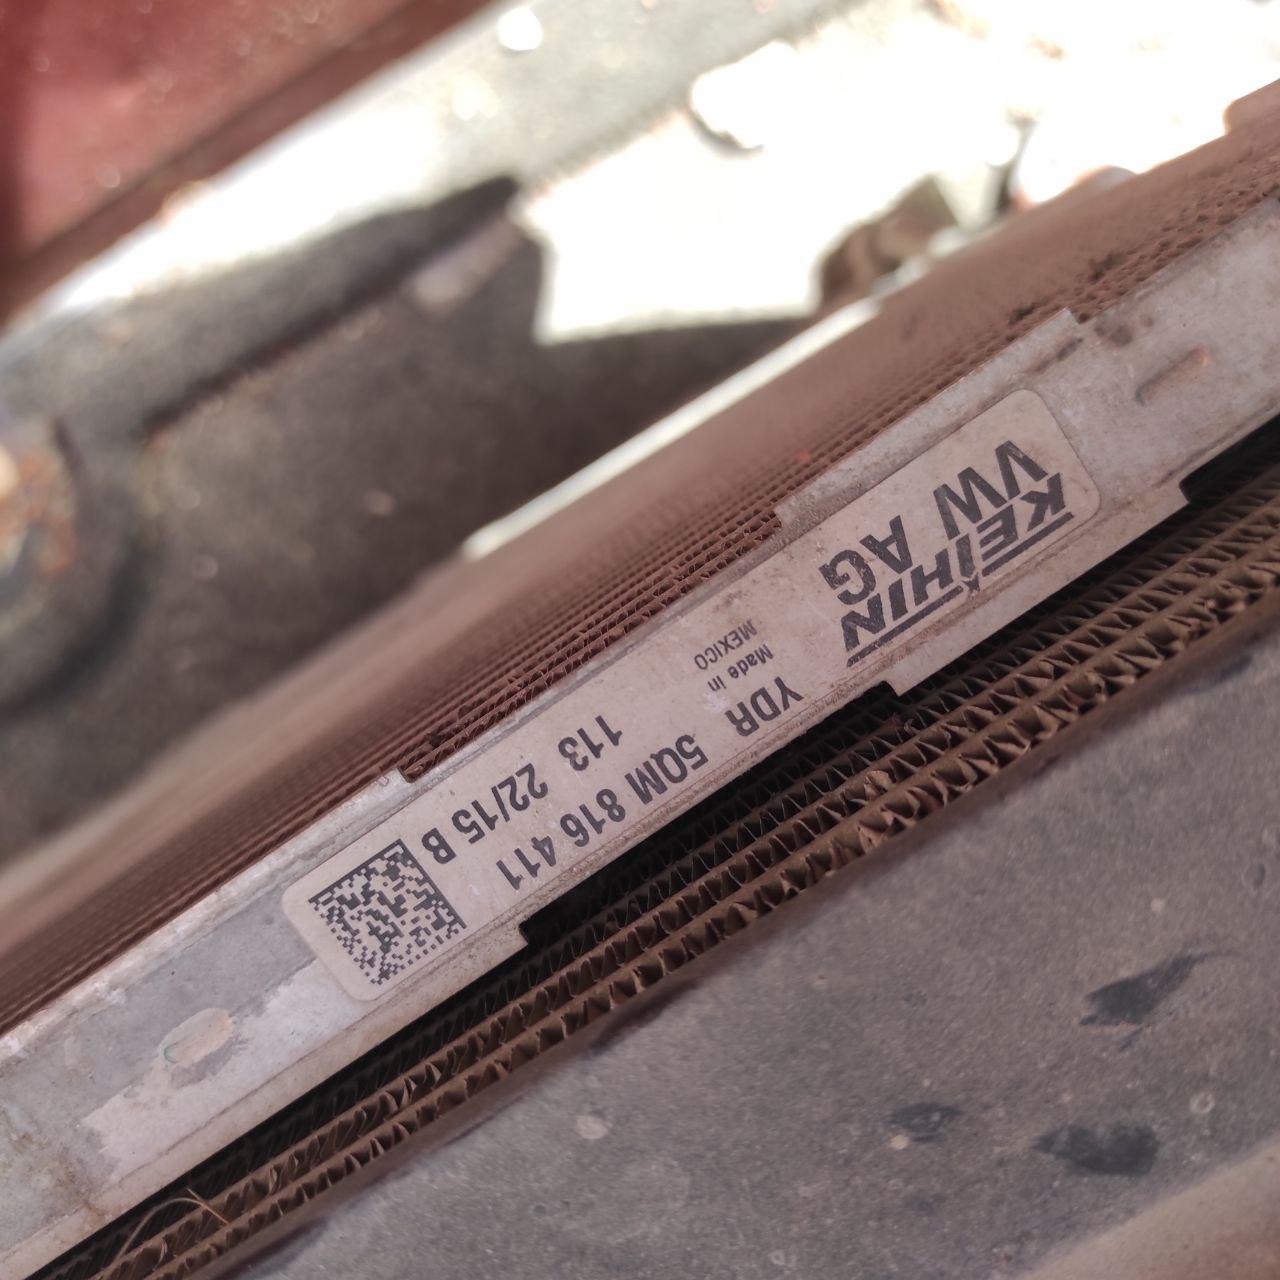 KEIHIN
VW AG
Made in
MEXICO
YDR 5QM 816 411
113 22/15 B